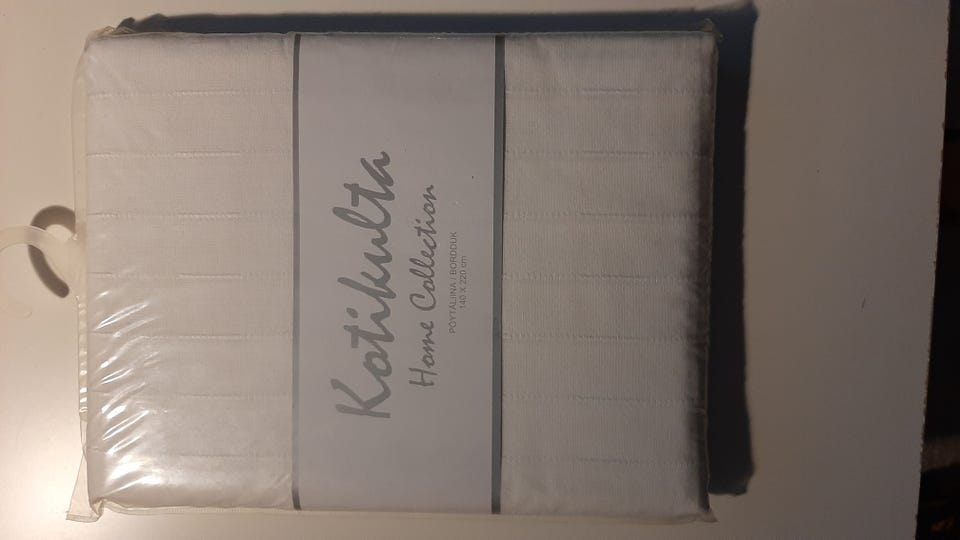 Kotikulta
Home Collection
PÖYTÄLIINA / BORDDUK
140 X 220 cm